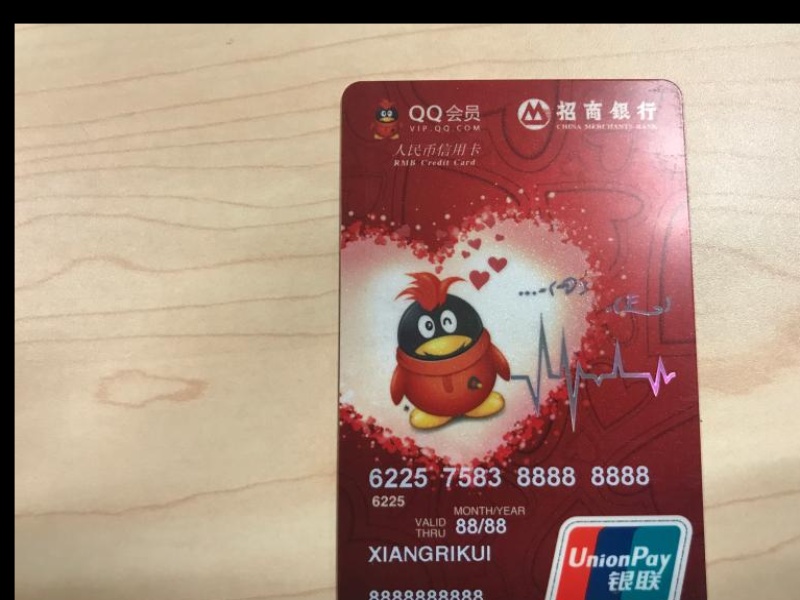 QQ会员
VIP.QQ.COM
招商银行
CHINA MERCHANTS BANK
人民币信用卡
RMB Credit Card
6225 7583 8888 8888
6225
MONTH/YEAR
VALID THRU 88/88
XIANGRIKUI
UnionPay
银联
8888888888